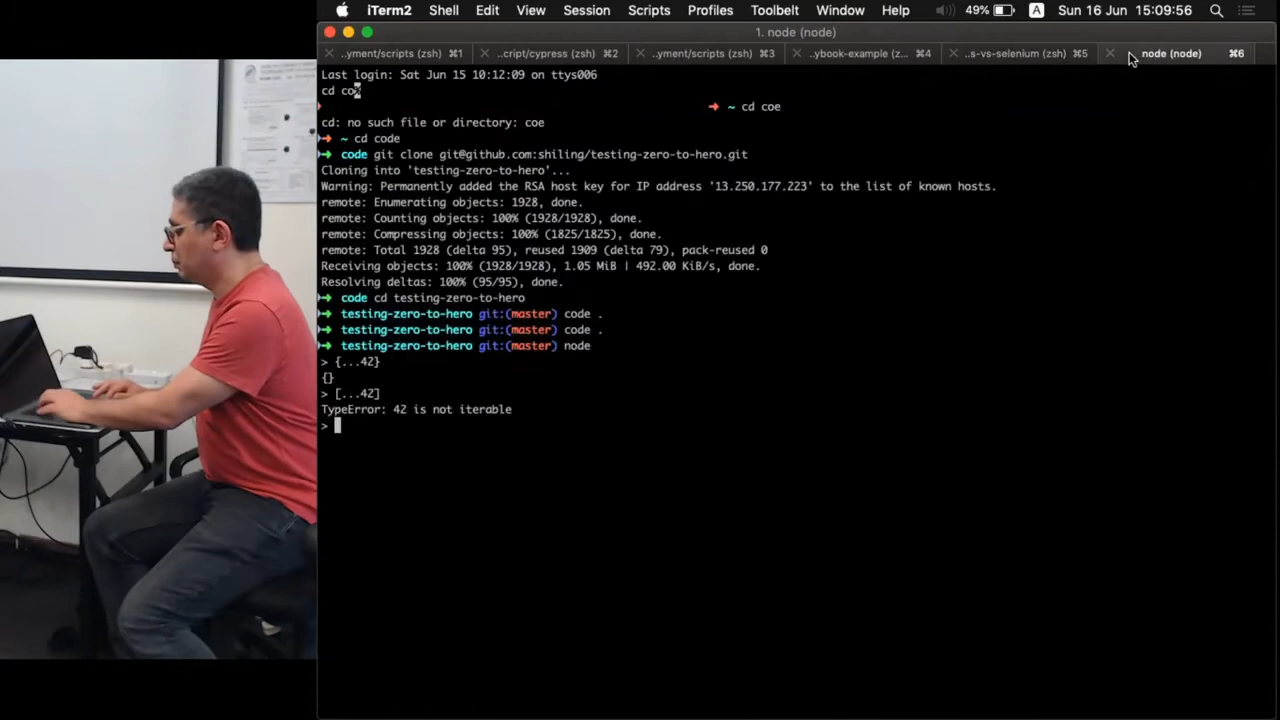 iTerm2 Shell Edit View Session Scripts Profiles Toolbelt Window Help 49% A Sun 16 Jun 15:09:56
1. node (node)
..yment/scripts (zsh) ⌘1 ..cript/cypress (zsh) ⌘2 ..yment/scripts (zsh) ⌘3 ..ybook-example (z... ⌘4 ..s-vs-selenium (zsh) ⌘5 node (node) ⌘6
Last login: Sat Jun 15 10:12:09 on ttys006
➜ ~ cd coe
cd: no such file or directory: coe
➜ ~ cd code
➜ code git clone git@github.com:shiling/testing-zero-to-hero.git
Cloning into 'testing-zero-to-hero'...
Warning: Permanently added the RSA host key for IP address '13.250.177.223' to the list of known hosts.
remote: Enumerating objects: 1928, done.
remote: Counting objects: 100% (1928/1928), done.
remote: Compressing objects: 100% (1825/1825), done.
remote: Total 1928 (delta 95), reused 1909 (delta 79), pack-reused 0
Receiving objects: 100% (1928/1928), 1.05 MiB | 492.00 KiB/s, done.
Resolving deltas: 100% (95/95), done.
➜ code cd testing-zero-to-hero
➜ testing-zero-to-hero git:(master) code .
➜ testing-zero-to-hero git:(master) code .
➜ testing-zero-to-hero git:(master) node
> {...42}
{}
> [...42]
TypeError: 42 is not iterable
>